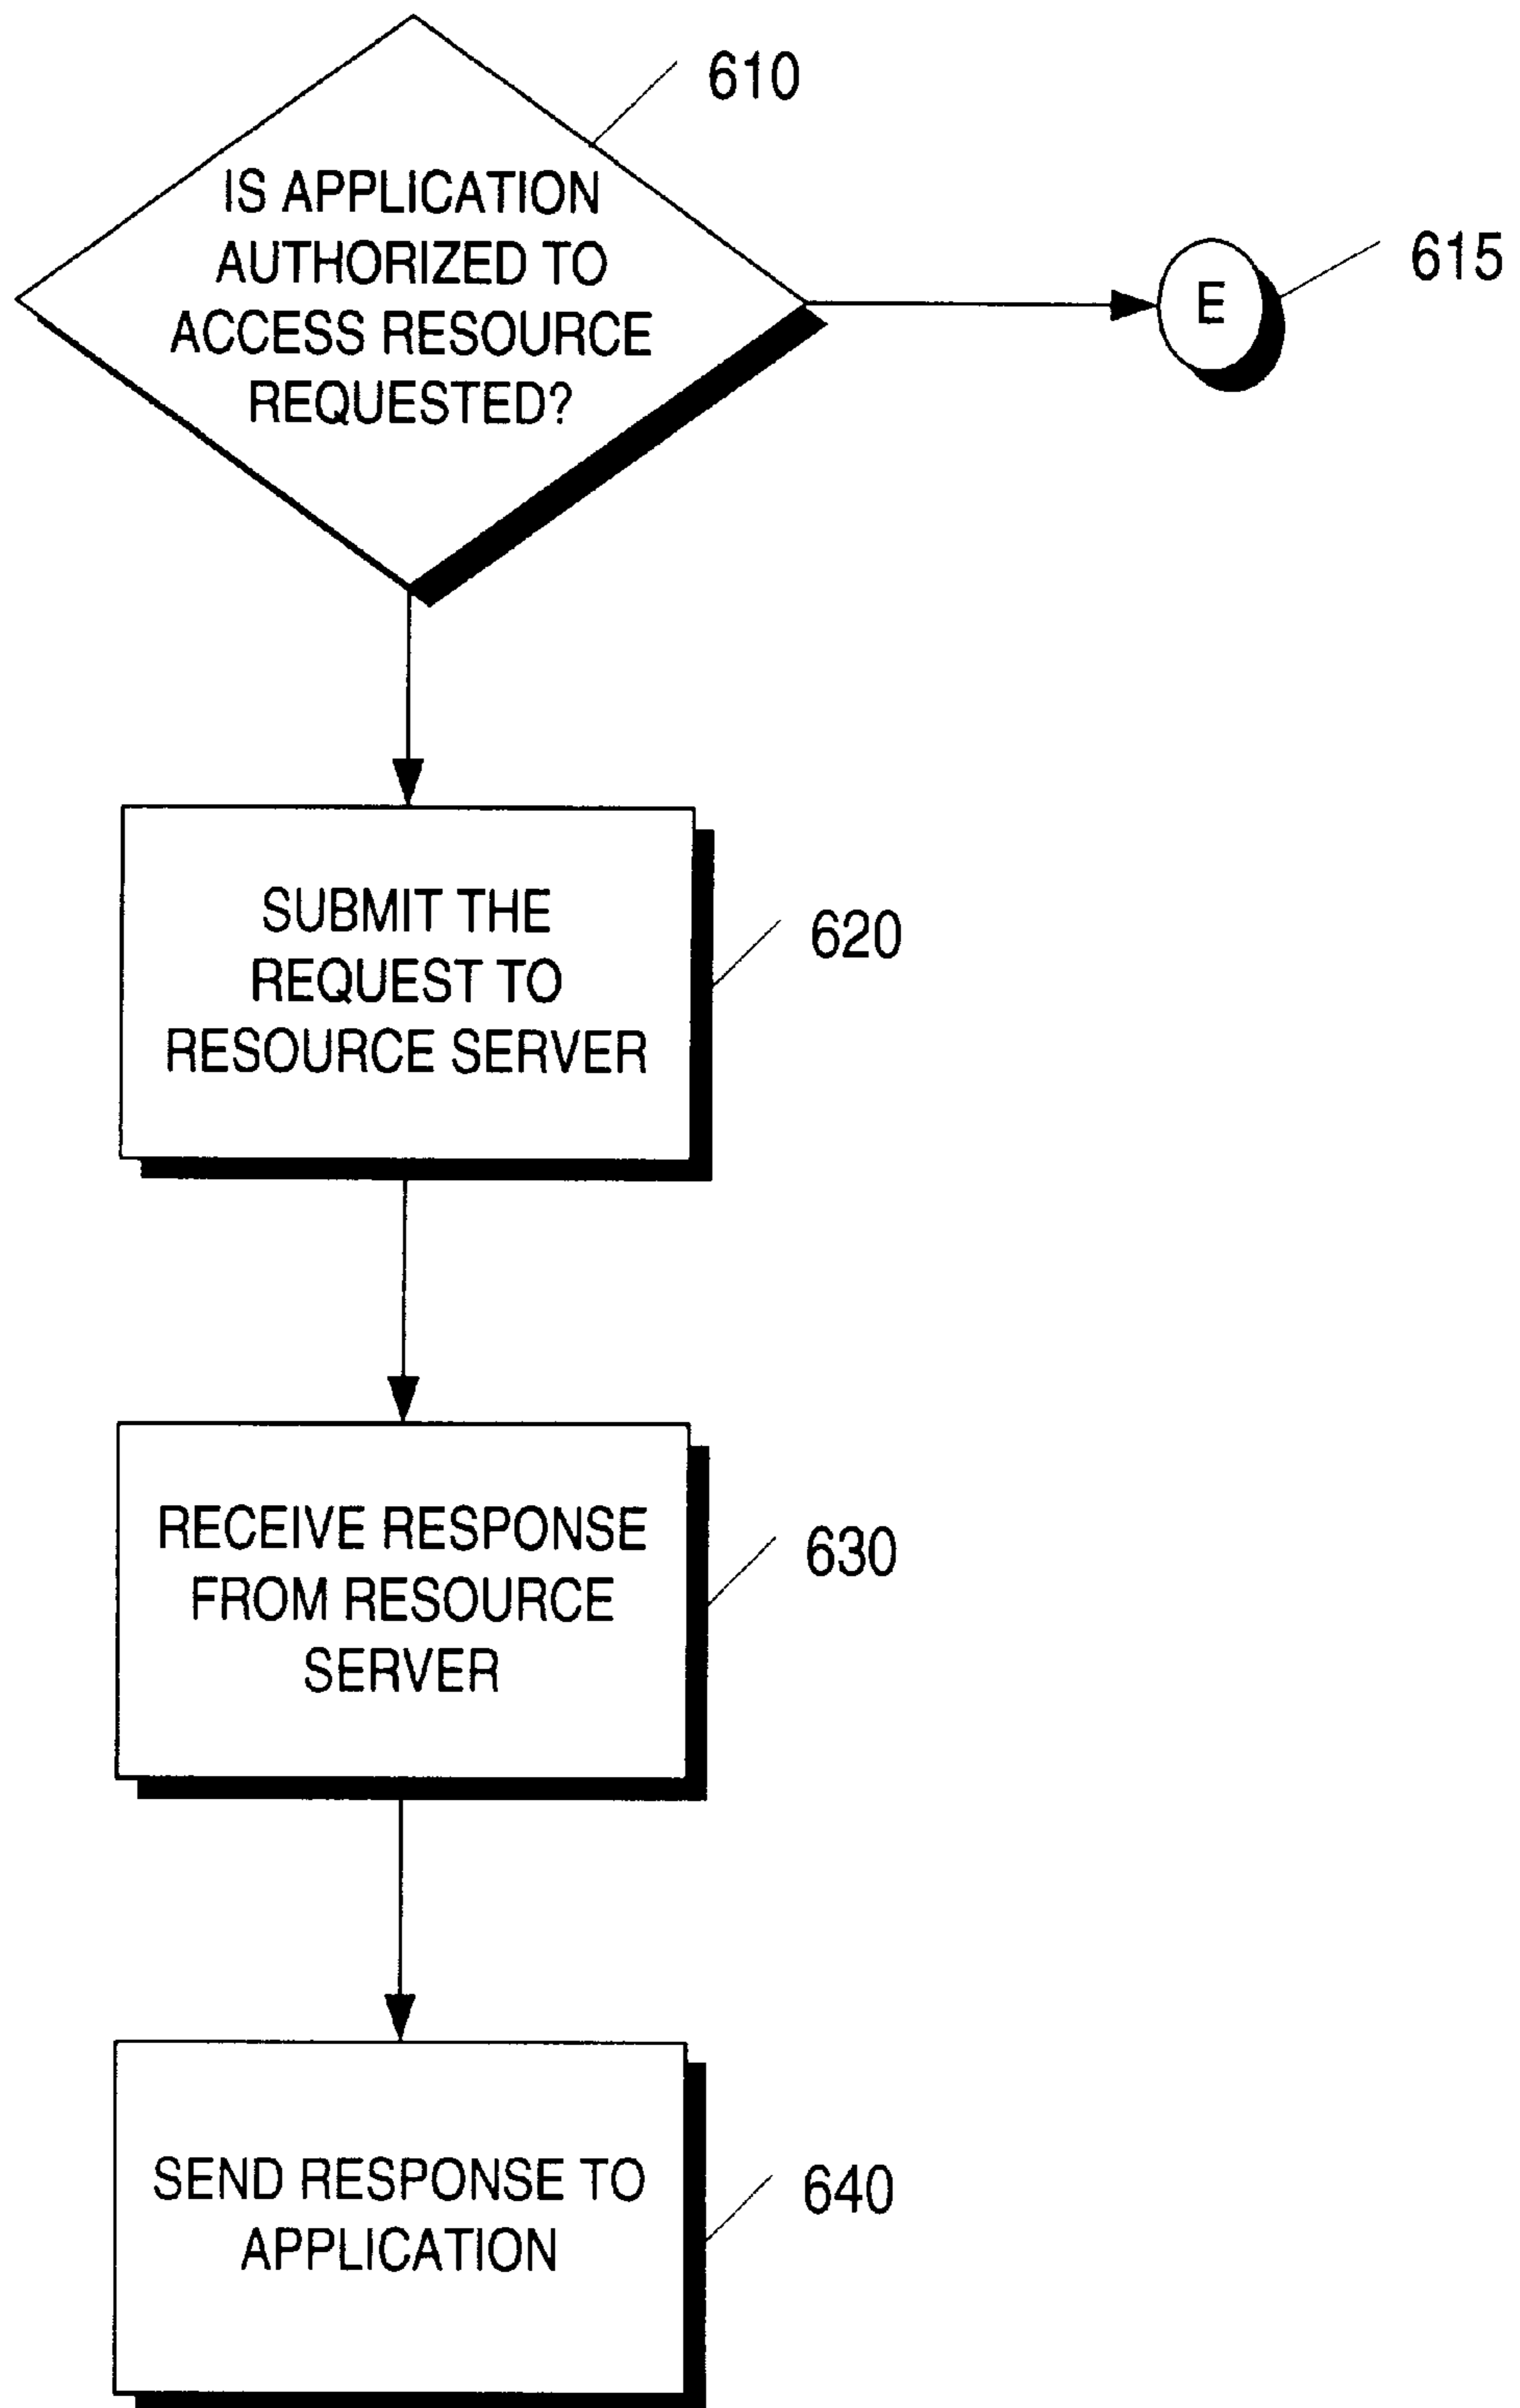 610
IS APPLICATION
AUTHORIZED TO
ACCESS RESOURCE
REQUESTED?
E
615
SUBMIT THE
REQUEST TO
RESOURCE SERVER
620
RECEIVE RESPONSE
FROM RESOURCE
SERVER
630
SEND RESPONSE TO
APPLICATION
640